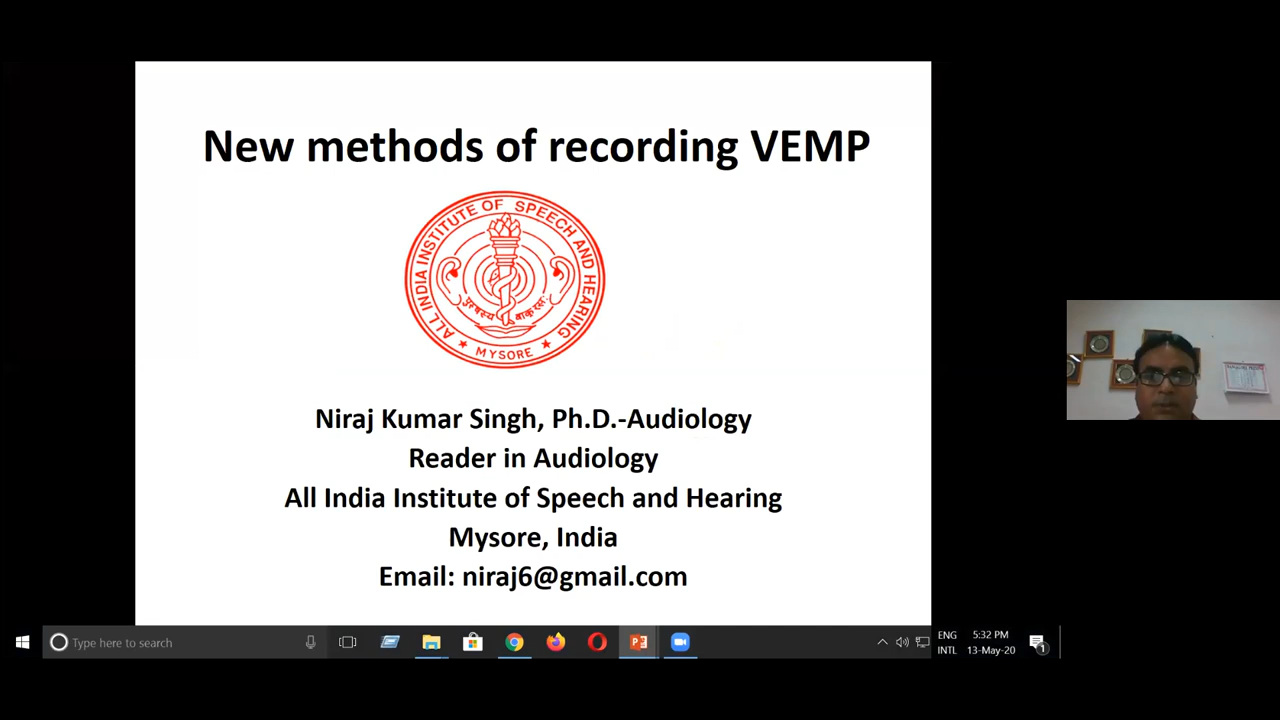 New methods of recording VEMP
ALL INDIA INSTITUTE OF SPEECH AND HEARING
★ MYSORE ★
Niraj Kumar Singh, Ph.D.-Audiology
Reader in Audiology
All India Institute of Speech and Hearing
Mysore, India
Email: niraj6@gmail.com
Type here to search
ENG
INTL
5:32 PM
13-May-20
1